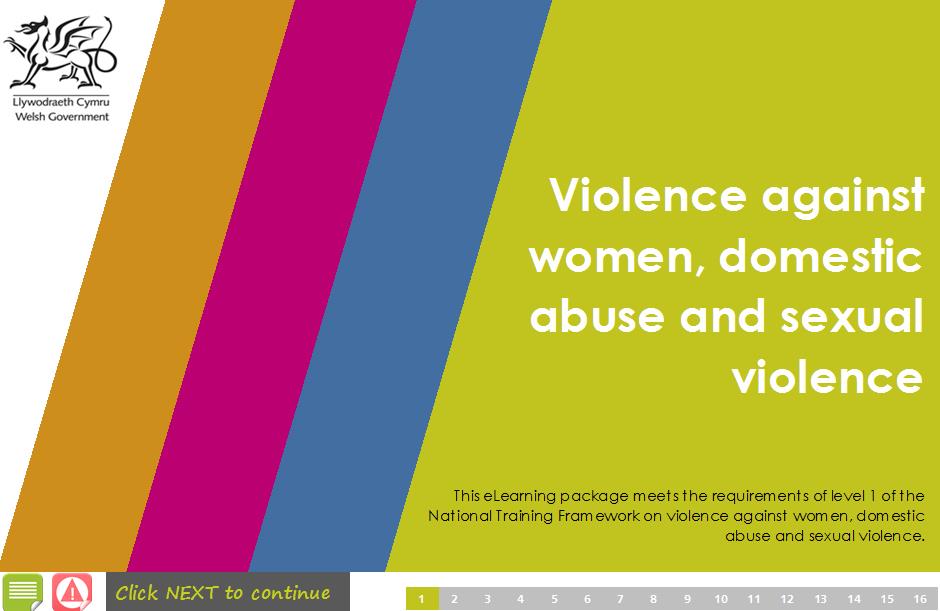 Llywodraeth Cymru
Welsh Government
Violence against
women, domestic
abuse and sexual
violence
This eLearning package meets the requirements of level 1 of the
National Training Framework on violence against women, domestic
abuse and sexual violence.
Click NEXT to continue
1 2 3 4 5 6 7 8 9 10 11 12 13 14 15 16